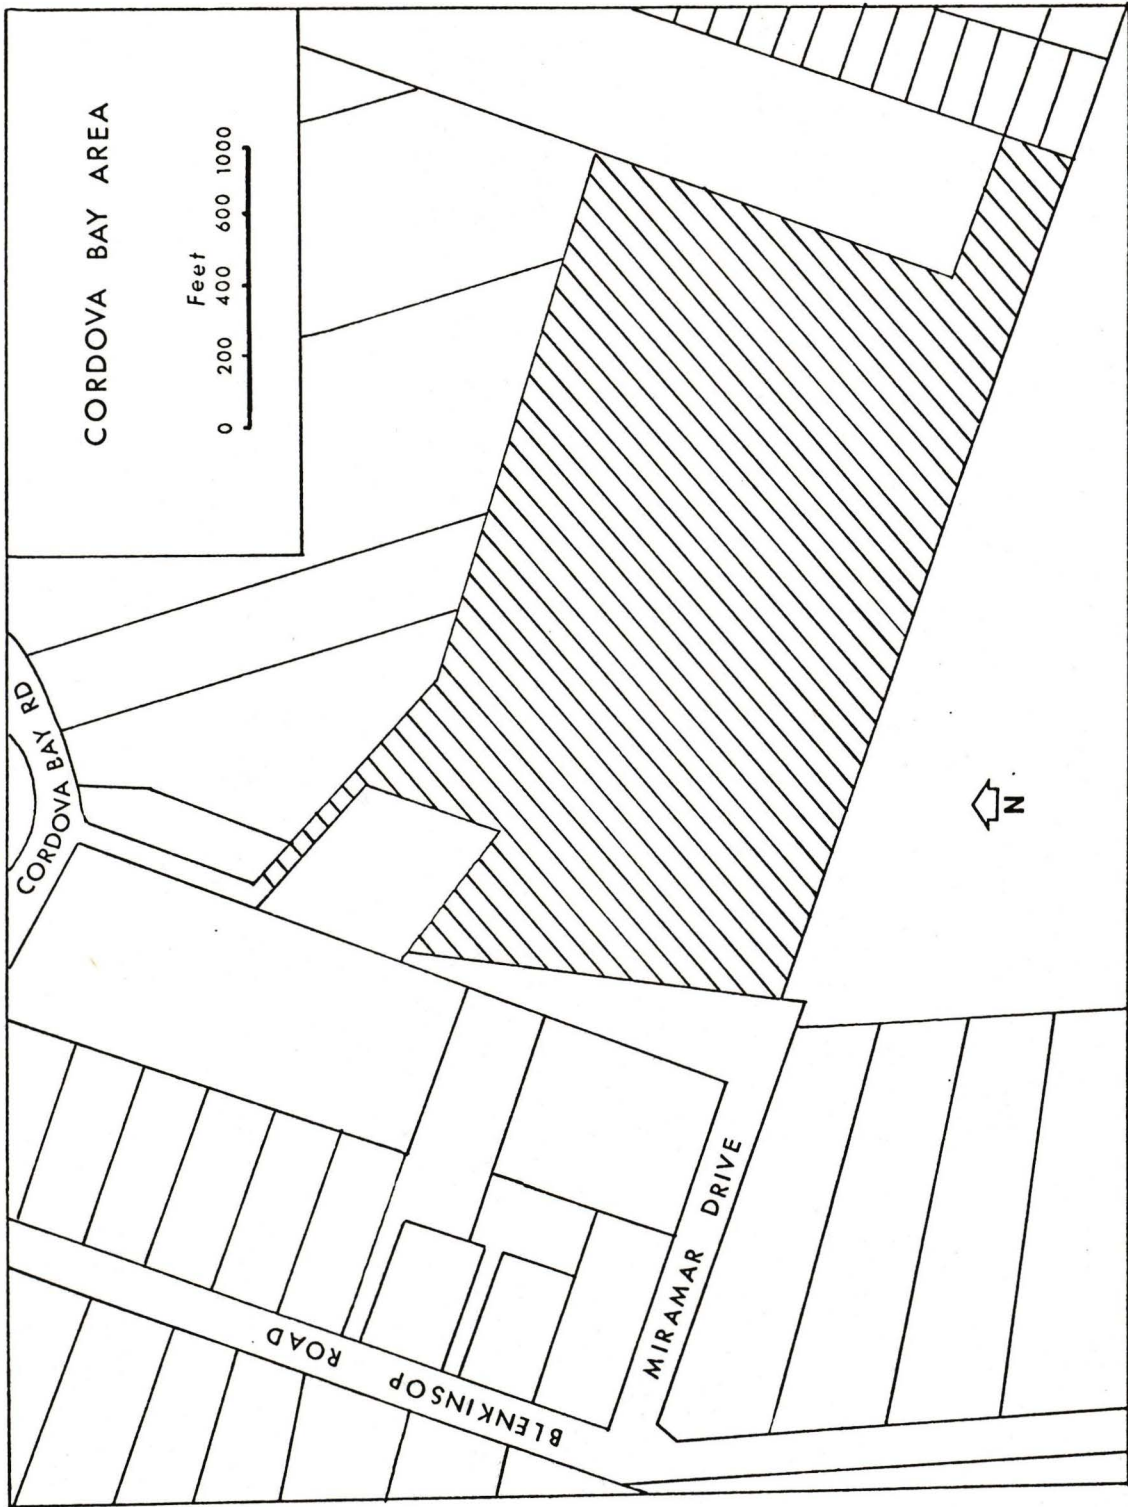 CORDOVA BAY AREA
Feet
0 200 400 600 1000
CORDOVA BAY RD
BLENKINSOP ROAD
MIRAMAR DRIVE
N